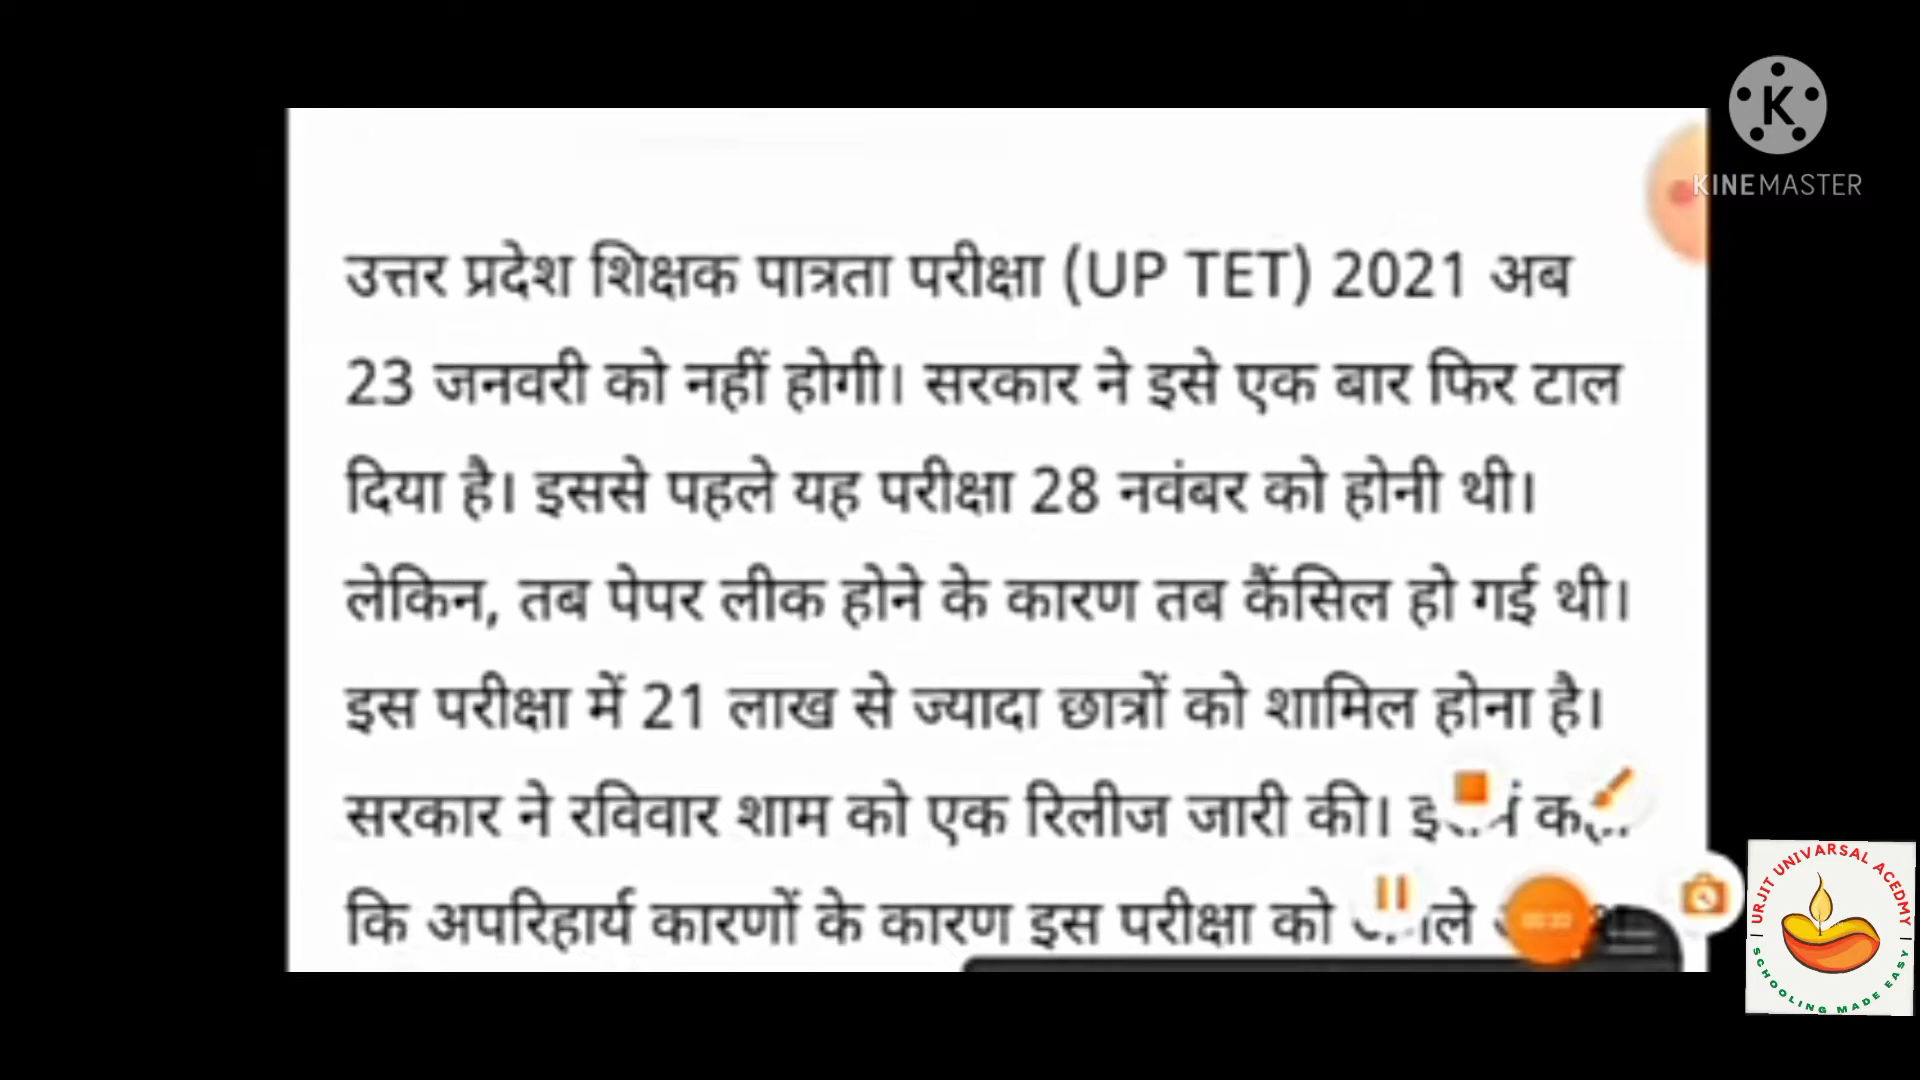 KINEMASTER
उत्तर प्रदेश शिक्षक पात्रता परीक्षा (UP TET) 2021 अब
23 जनवरी को नहीं होगी। सरकार ने इसे एक बार फिर टाल
दिया है। इससे पहले यह परीक्षा 28 नवंबर को होनी थी।
लेकिन, तब पेपर लीक होने के कारण तब कैंसिल हो गई थी।
इस परीक्षा में 21 लाख से ज्यादा छात्रों को शामिल होना है।
सरकार ने रविवार शाम को एक रिलीज जारी की।
कि अपरिहार्य कारणों के कारण इस परीक्षा को
URJIT UNIVARSAL ACEDMY
SCHOOLING MADE EASY